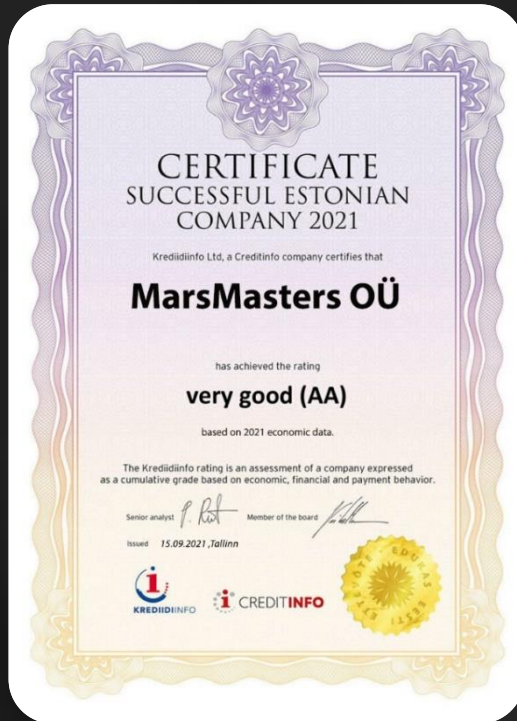 CERTIFICATE
SUCCESSFUL ESTONIAN
COMPANY 2021
Krediidiinfo Ltd, a Creditinfo company certifies that
MarsMasters OÜ
has achieved the rating
very good (AA)
based on 2021 economic data.
The Krediidiinfo rating is an assessment of a company expressed
as a cumulative grade based on economic, financial and payment behavior.
Senior analyst Member of the board
Issued 15.09.2021 ,Tallinn
KREDIIDIINFO
CREDITINFO
EDUKAS EESTI ETTEVÕTE